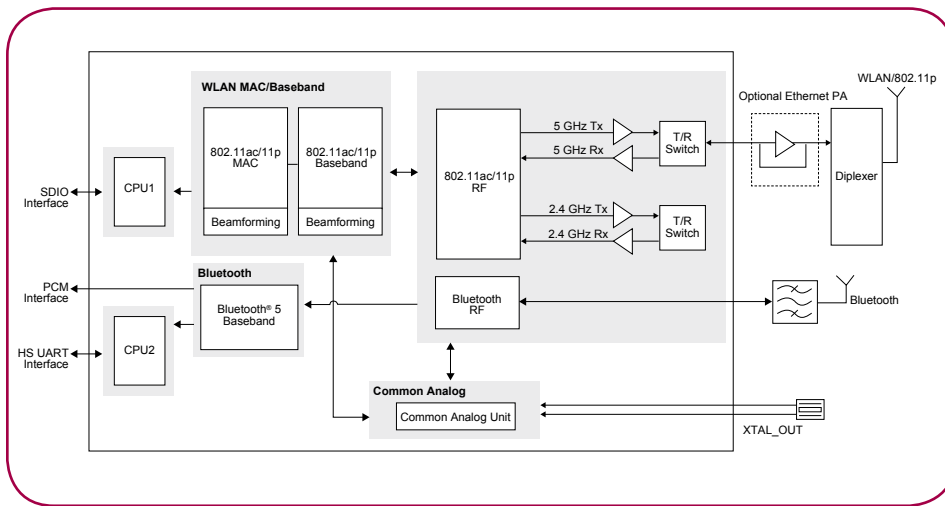 WLAN/802.11p
Optional Ethernet PA
WLAN MAC/Baseband
802.11ac/11p
MAC
Beamforming
802.11ac/11p
Baseband
Beamforming
802.11ac/11p
RF
5 GHz Tx
5 GHz Rx
T/R
Switch
2.4 GHz Tx
2.4 GHz Rx
T/R
Switch
Diplexer
CPU1
SDIO
Interface
Bluetooth
Bluetooth® 5
Baseband
Bluetooth
RF
Bluetooth
PCM
Interface
CPU2
HS UART
Interface
Common Analog
Common Analog Unit
XTAL_OUT